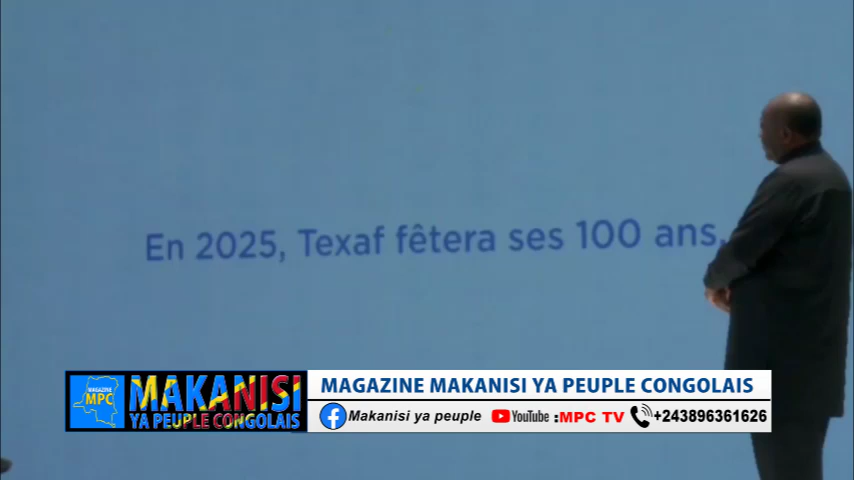 En 2025, Texaf fêtera ses 100 ans.
MAGAZINE
MPC
MAKANISI
YA PEUPLE CONGOLAIS
MAGAZINE MAKANISI YA PEUPLE CONGOLAIS
Makanisi ya peuple YouTube :MPC TV +243896361626